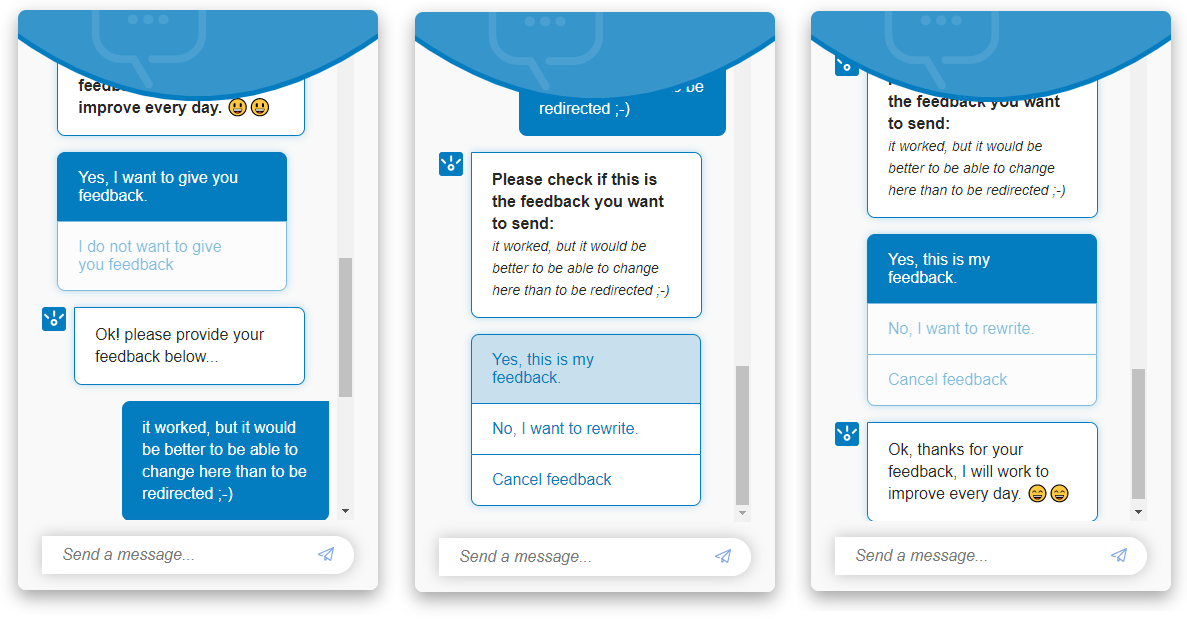 feedb
improve every day. 😃😃
Yes, I want to give you
feedback.
I do not want to give
you feedback
Ok! please provide your
feedback below...
it worked, but it would
be better to be able to
change here than to be
redirected ;-)
Send a message...
be
redirected ;-)
Please check if this is
the feedback you want
to send:
it worked, but it would be
better to be able to change
here than to be redirected ;-)
Yes, this is my
feedback.
No, I want to rewrite.
Cancel feedback
Send a message...
the feedback you want
to send:
it worked, but it would be
better to be able to change
here than to be redirected ;-)
Yes, this is my
feedback.
No, I want to rewrite.
Cancel feedback
Ok, thanks for your
feedback, I will work to
improve every day. 😄😄
Send a message...